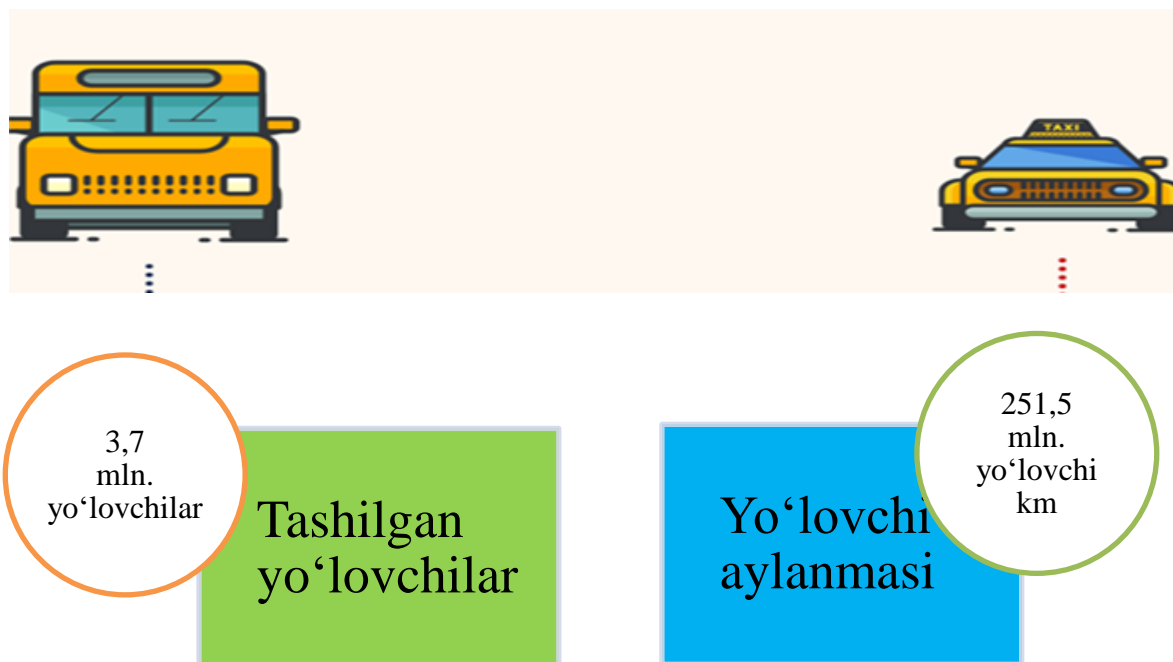 TAXI
3,7
mln.
yo‘lovchilar
Tashilgan
yo‘lovchilar
251,5
mln.
yo‘lovchi
km
Yo‘lovchi
aylanmasi